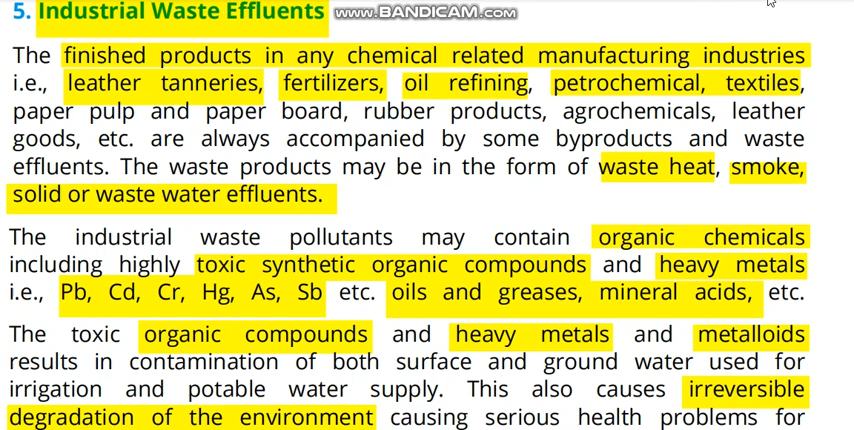 5. Industrial Waste Effluents www.BANDICAM.com
The finished products in any chemical related manufacturing industries
i.e., leather tanneries, fertilizers, oil refining, petrochemical, textiles,
paper pulp and paper board, rubber products, agrochemicals, leather
goods, etc. are always accompanied by some byproducts and waste
effluents. The waste products may be in the form of waste heat, smoke,
solid or waste water effluents.
The industrial waste pollutants may contain organic chemicals
including highly toxic synthetic organic compounds and heavy metals
i.e., Pb, Cd, Cr, Hg, As, Sb etc. oils and greases, mineral acids, etc.
The toxic organic compounds and heavy metals and metalloids
results in contamination of both surface and ground water used for
irrigation and potable water supply. This also causes irreversible
degradation of the environment causing serious health problems for